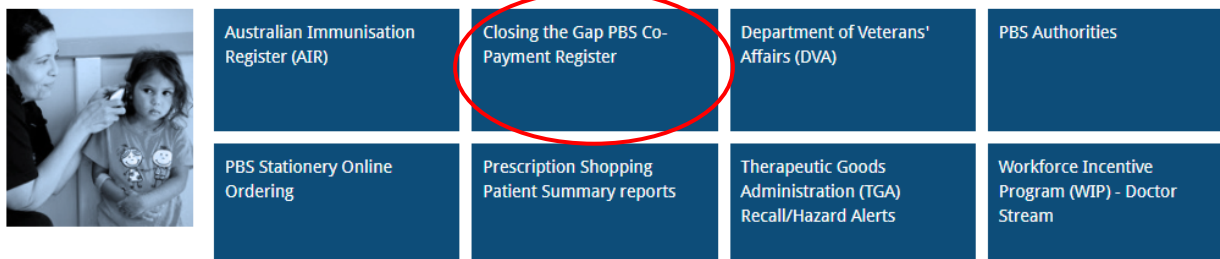 Australian Immunisation
Register (AIR)
Closing the Gap PBS Co-
Payment Register
Department of Veterans'
Affairs (DVA)
PBS Authorities
PBS Stationery Online
Ordering
Prescription Shopping
Patient Summary reports
Therapeutic Goods
Administration (TGA)
Recall/Hazard Alerts
Workforce Incentive
Program (WIP) - Doctor
Stream